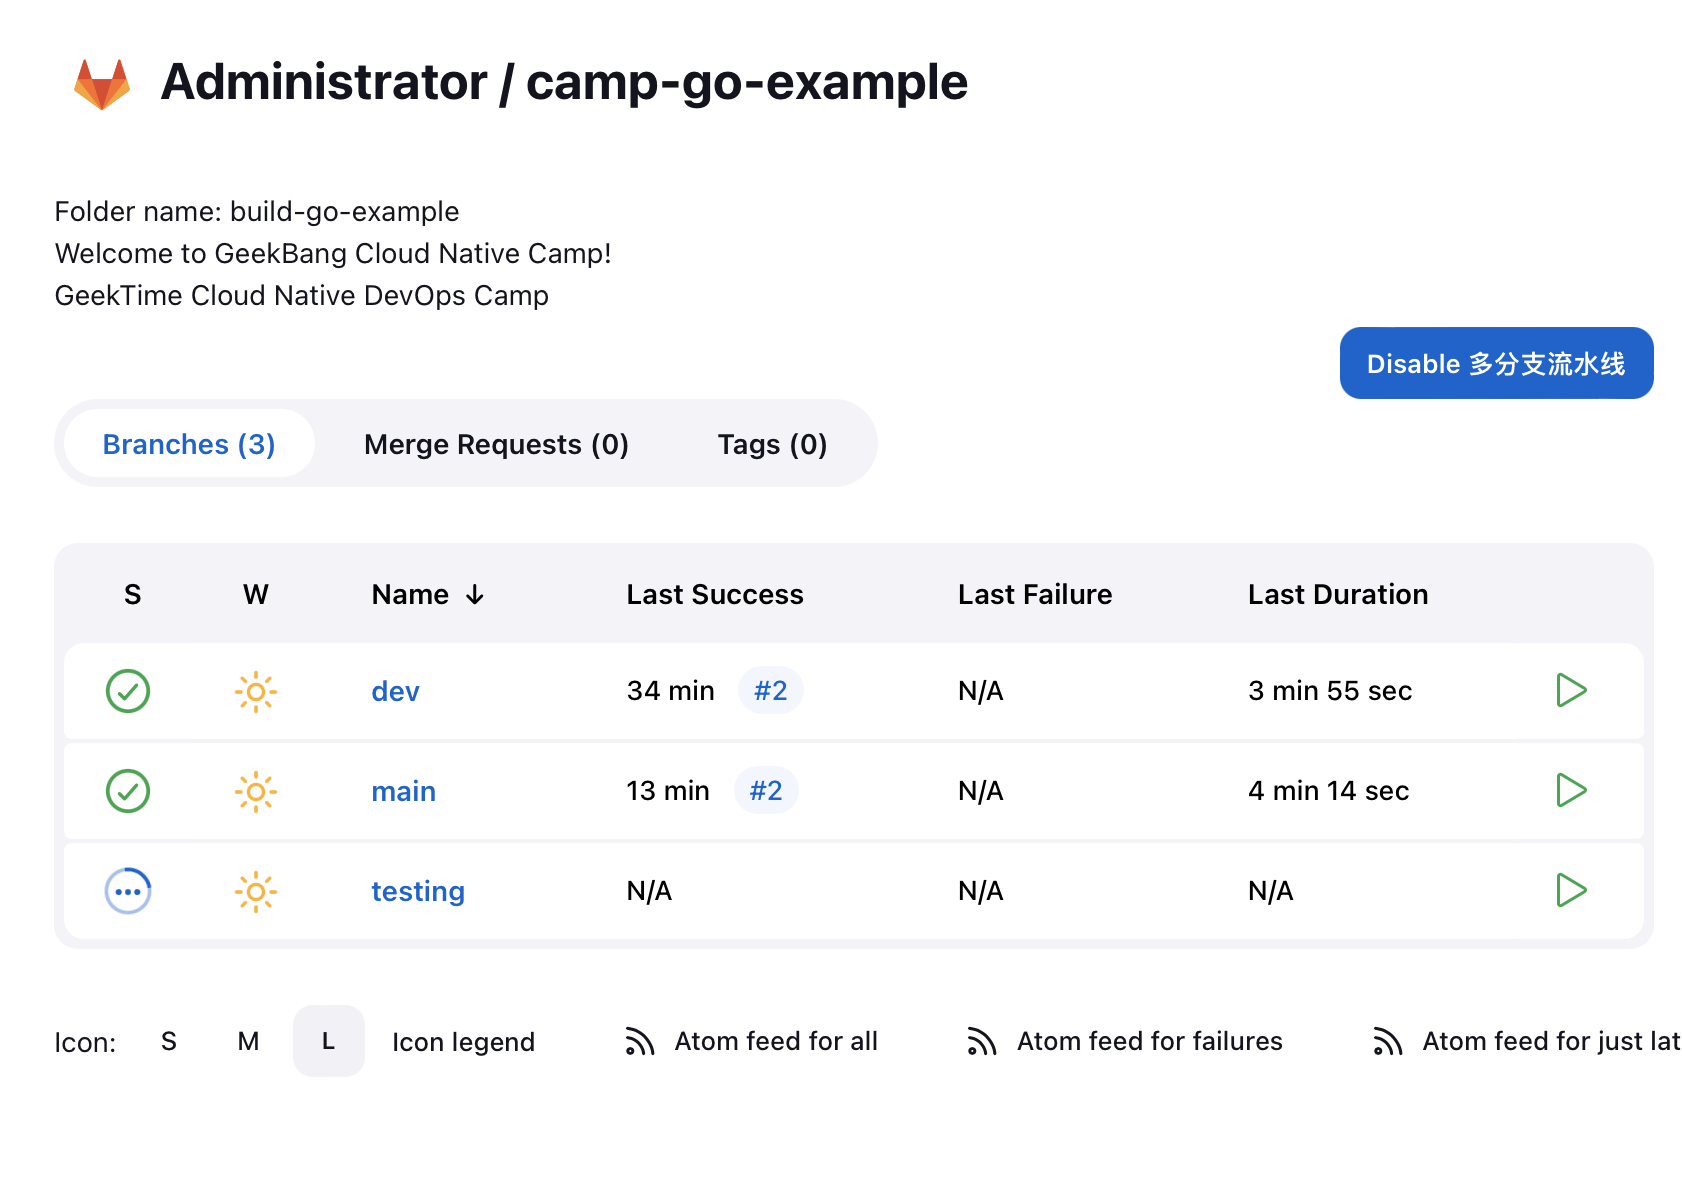 Administrator / camp-go-example
Folder name: build-go-example
Welcome to GeekBang Cloud Native Camp!
GeekTime Cloud Native DevOps Camp
Disable 多分支流水线
Branches (3) Merge Requests (0) Tags (0)
S W Name ↓ Last Success Last Failure Last Duration
dev 34 min #2 N/A 3 min 55 sec
main 13 min #2 N/A 4 min 14 sec
testing N/A N/A N/A
Icon: S M L Icon legend Atom feed for all Atom feed for failures Atom feed for just lat